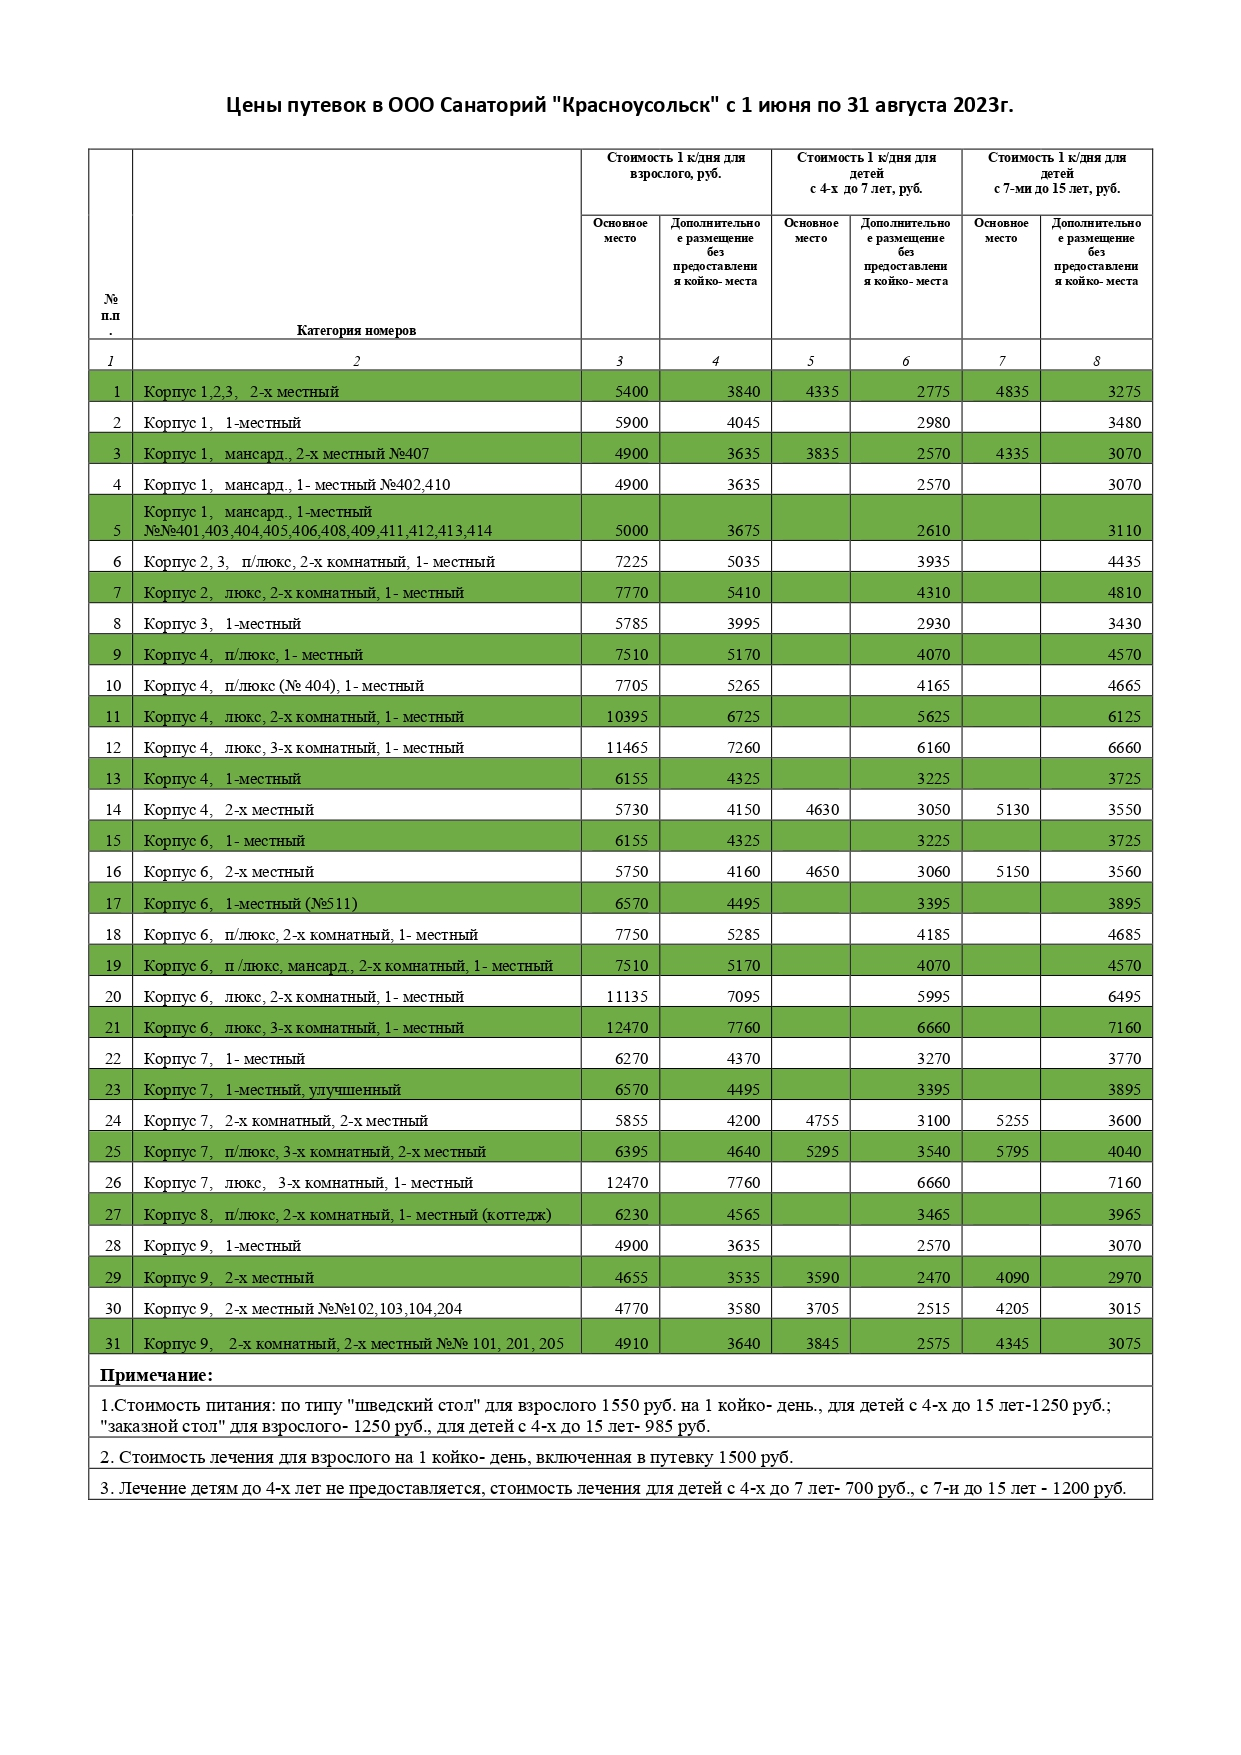 Цены путевок в ООО Санаторий "Красноусольск" с 1 июня по 31 августа 2023г.
№ п.п . Категория номеров
Стоимость 1 к/дня для взрослого, руб.
Стоимость 1 к/дня для детей с 4-х до 7 лет, руб.
Стоимость 1 к/дня для детей с 7-ми до 15 лет, руб.
Основное место
Дополнительно е размещение без предоставлени я койко- места
Основное место
Дополнительно е размещение без предоставлени я койко- места
Основное место
Дополнительно е размещение без предоставлени я койко- места
1 2 3 4 5 6 7 8
1 Корпус 1,2,3, 2-х местный 5400 3840 4335 2775 4835 3275
2 Корпус 1, 1-местный 5900 4045 2980 3480
3 Корпус 1, мансард., 2-х местный №407 4900 3635 3835 2570 4335 3070
4 Корпус 1, мансард., 1- местный №402,410 4900 3635 2570 3070
Корпус 1, мансард., 1-местный
5 №№401,403,404,405,406,408,409,411,412,413,414 5000 3675 2610 3110
6 Корпус 2, 3, п/люкс, 2-х комнатный, 1- местный 7225 5035 3935 4435
7 Корпус 2, люкс, 2-х комнатный, 1- местный 7770 5410 4310 4810
8 Корпус 3, 1-местный 5785 3995 2930 3430
9 Корпус 4, п/люкс, 1- местный 7510 5170 4070 4570
10 Корпус 4, п/люкс (№ 404), 1- местный 7705 5265 4165 4665
11 Корпус 4, люкс, 2-х комнатный, 1- местный 10395 6725 5625 6125
12 Корпус 4, люкс, 3-х комнатный, 1- местный 11465 7260 6160 6660
13 Корпус 4, 1-местный 6155 4325 3225 3725
14 Корпус 4, 2-х местный 5730 4150 4630 3050 5130 3550
15 Корпус 6, 1- местный 6155 4325 3225 3725
16 Корпус 6, 2-х местный 5750 4160 4650 3060 5150 3560
17 Корпус 6, 1-местный (№511) 6570 4495 3395 3895
18 Корпус 6, п/люкс, 2-х комнатный, 1- местный 7750 5285 4185 4685
19 Корпус 6, п /люкс, мансард., 2-х комнатный, 1- местный 7510 5170 4070 4570
20 Корпус 6, люкс, 2-х комнатный, 1- местный 11135 7095 5995 6495
21 Корпус 6, люкс, 3-х комнатный, 1- местный 12470 7760 6660 7160
22 Корпус 7, 1- местный 6270 4370 3270 3770
23 Корпус 7, 1-местный, улучшенный 6570 4495 3395 3895
24 Корпус 7, 2-х комнатный, 2-х местный 5855 4200 4755 3100 5255 3600
25 Корпус 7, п/люкс, 3-х комнатный, 2-х местный 6395 4640 5295 3540 5795 4040
26 Корпус 7, люкс, 3-х комнатный, 1- местный 12470 7760 6660 7160
27 Корпус 8, п/люкс, 2-х комнатный, 1- местный (коттедж) 6230 4565 3465 3965
28 Корпус 9, 1-местный 4900 3635 2570 3070
29 Корпус 9, 2-х местный 4655 3535 3590 2470 4090 2970
30 Корпус 9, 2-х местный №№102,103,104,204 4770 3580 3705 2515 4205 3015
31 Корпус 9, 2-х комнатный, 2-х местный №№ 101, 201, 205 4910 3640 3845 2575 4345 3075
Примечание:
1.Стоимость питания: по типу "шведский стол" для взрослого 1550 руб. на 1 койко- день., для детей с 4-х до 15 лет-1250 руб.;
"заказной стол" для взрослого- 1250 руб., для детей с 4-х до 15 лет- 985 руб.
2. Стоимость лечения для взрослого на 1 койко- день, включенная в путевку 1500 руб.
3. Лечение детям до 4-х лет не предоставляется, стоимость лечения для детей с 4-х до 7 лет- 700 руб., с 7-и до 15 лет - 1200 руб.